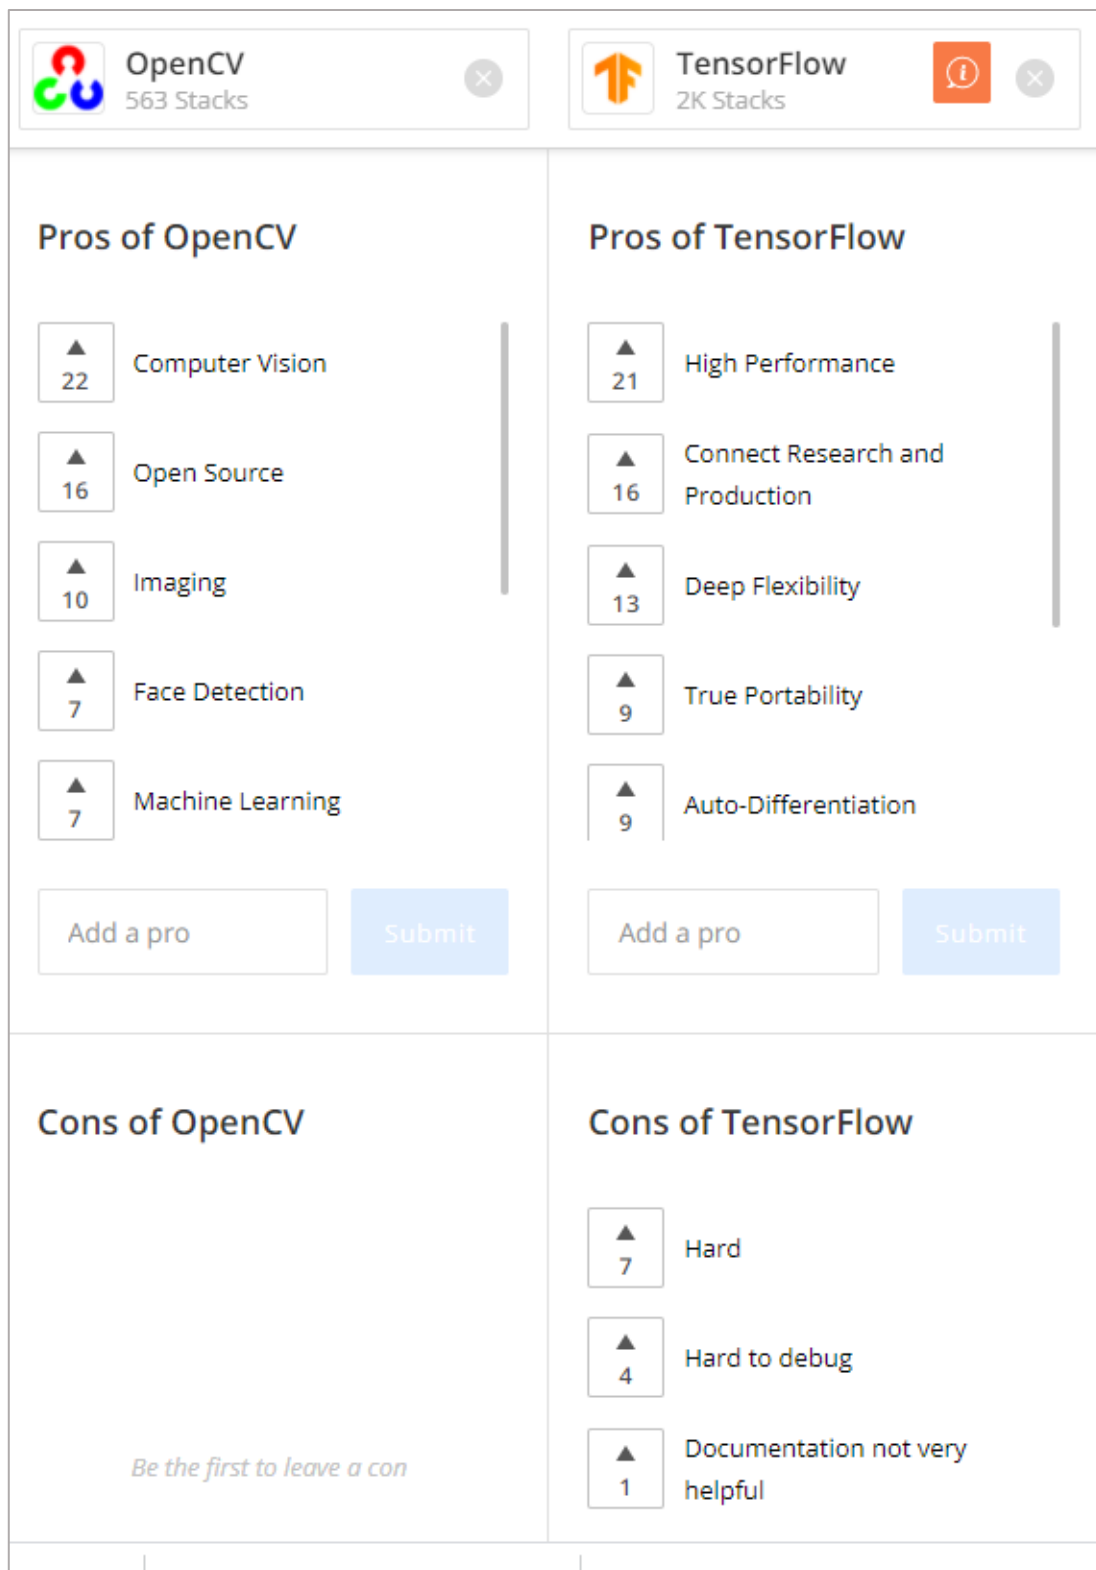 OpenCV
563 Stacks
TensorFlow
2K Stacks
Pros of OpenCV
22
Computer Vision
16
Open Source
10
Imaging
7
Face Detection
7
Machine Learning
Add a pro
Submit
Pros of TensorFlow
21
High Performance
16
Connect Research and
Production
13
Deep Flexibility
9
True Portability
9
Auto-Differentiation
Add a pro
Submit
Cons of OpenCV
Be the first to leave a con
Cons of TensorFlow
7
Hard
4
Hard to debug
1
Documentation not very
helpful